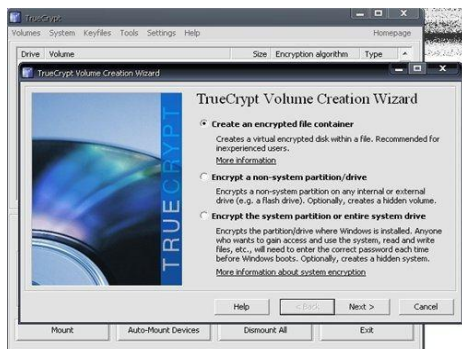 TrueCrypt
Volumes System Keyfiles Tools Settings Help Homepage
Drive Volume Size Encryption algorithm Type
TrueCrypt Volume Creation Wizard
TRUECRYPT
TrueCrypt Volume Creation Wizard
Create an encrypted file container
Creates a virtual encrypted disk within a file. Recommended for
inexperienced users.
More information
Encrypt a non-system partition/drive
Encrypts a non-system partition on any internal or external
drive (e.g. a flash drive). Optionally, creates a hidden volume.
Encrypt the system partition or entire system drive
Encrypts the partition/drive where Windows is installed. Anyone
who wants to gain access and use the system, read and write
files, etc., will need to enter the correct password each time
before Windows boots. Optionally, creates a hidden system.
More information about system encryption
Help < Back Next > Cancel
Mount Auto-Mount Devices Dismount All Exit